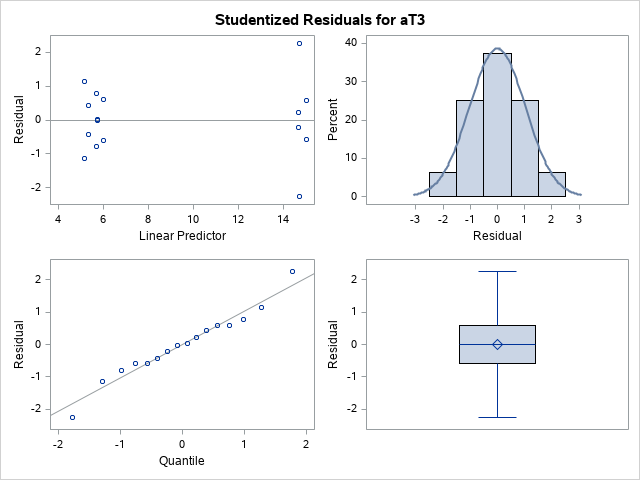 Studentized Residuals for aT3
Residual
2
1
0
-1
-2
4 6 8 10 12 14
Linear Predictor
Percent
40
30
20
10
0
-3 -2 -1 0 1 2 3
Residual
Residual
2
1
0
-1
-2
-2 -1 0 1 2
Quantile
Residual
2
1
0
-1
-2